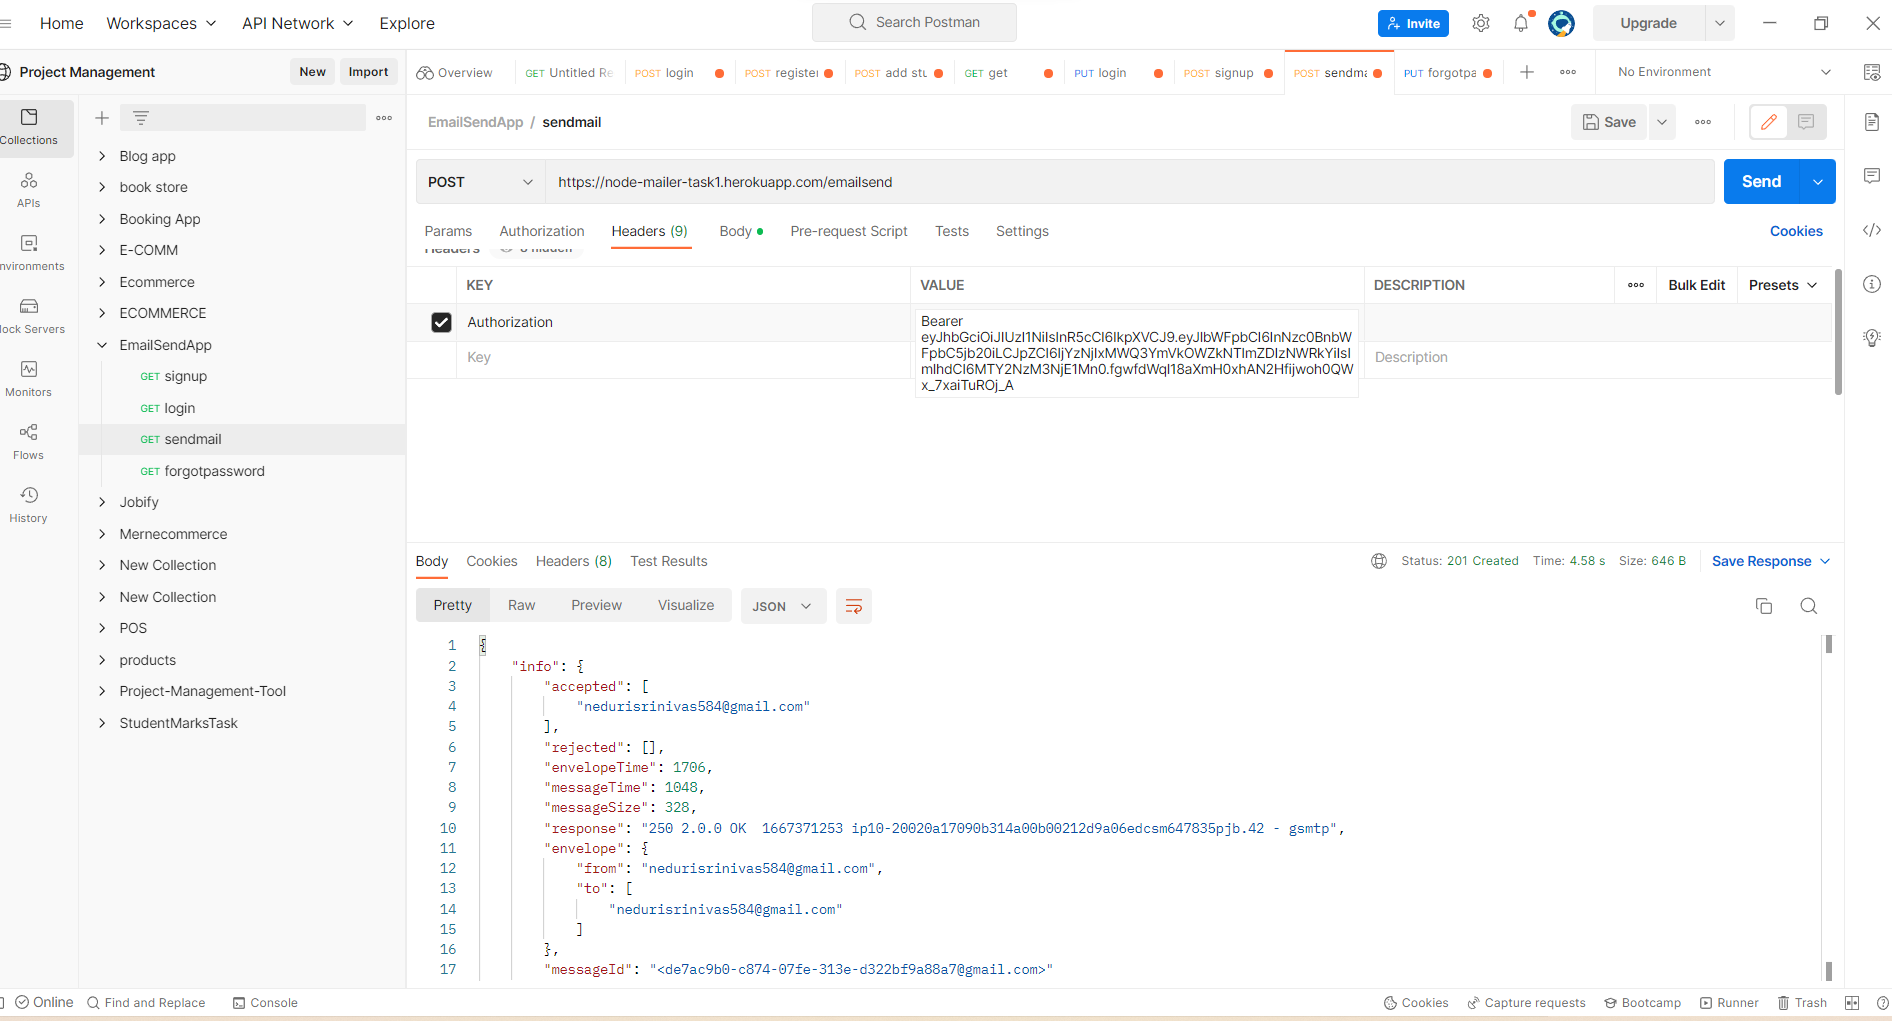 Home Workspaces API Network Explore Search Postman Invite Upgrade
Project Management New Import Overview GET Untitled Re POST login POST register POST add stu GET get PUT login POST signup POST sendma PUT forgotpa No Environment
Collections
APIs
nvironments
ock Servers
Monitors
Flows
History
Blog app
book store
Booking App
E-COMM
Ecommerce
ECOMMERCE
EmailSendApp
GET signup
GET login
GET sendmail
GET forgotpassword
Jobify
Mernecommerce
New Collection
New Collection
POS
products
Project-Management-Tool
StudentMarksTask
EmailSendApp / sendmail Save
POST https://node-mailer-task1.herokuapp.com/emailsend Send
Params Authorization Headers (9) Body Pre-request Script Tests Settings Cookies
Headers 8 hidden
KEY VALUE DESCRIPTION Bulk Edit Presets
Authorization
Bearer
Key Description
Body Cookies Headers (8) Test Results Status: 201 Created Time: 4.58 s Size: 646 B Save Response
Pretty Raw Preview Visualize JSON
1 {
2 "info": {
3 "accepted": [
4 "nedurisrinivas584@gmail.com"
5 ],
6 "rejected": [],
7 "envelopeTime": 1706,
8 "messageTime": 1048,
9 "messageSize": 328,
10 "response": "250 2.0.0 OK  1667371253 ip10-20020a17090b314a00b00212d9a06edcsm647835pjb.42 - gsmtp",
11 "envelope": {
12 "from": "nedurisrinivas584@gmail.com",
13 "to": [
14 "nedurisrinivas584@gmail.com"
15 ]
16 },
17 "messageId": "<de7ac9b0-c874-07fe-313e-d322bf9a88a7@gmail.com>"
Online Find and Replace Console Cookies Capture requests Bootcamp Runner Trash